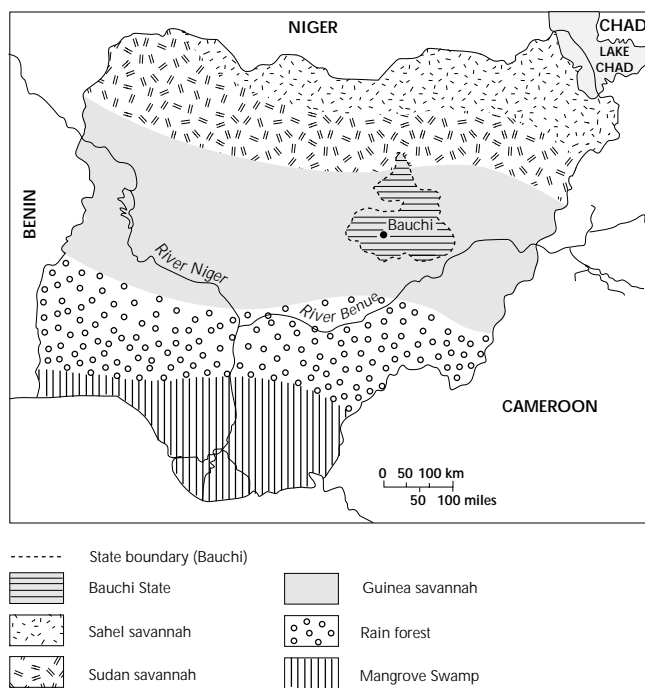 NIGER
CHAD
LAKE
CHAD
BENIN
Bauchi
River Niger
River Benue
CAMEROON
0 50 100 km
50 100 miles
State boundary (Bauchi)
Bauchi State
Guinea savannah
Sahel savannah
Rain forest
Sudan savannah
Mangrove Swamp